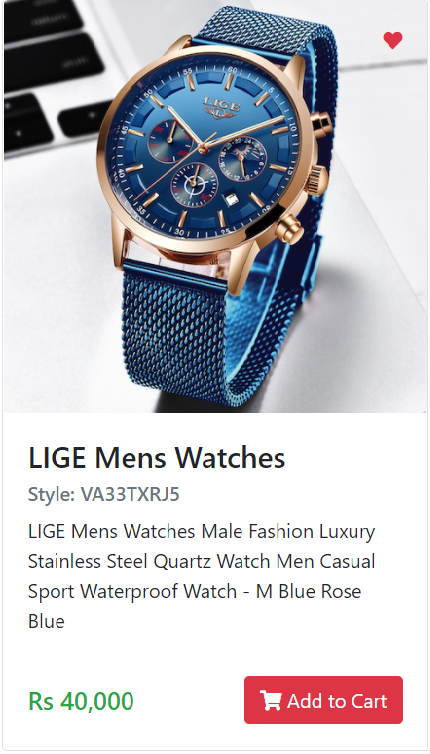 LIGE
LIGE Mens Watches
Style: VA33TXRJ5
LIGE Mens Watches Male Fashion Luxury
Stainless Steel Quartz Watch Men Casual
Sport Waterproof Watch - M Blue Rose
Blue
Rs 40,000
Add to Cart